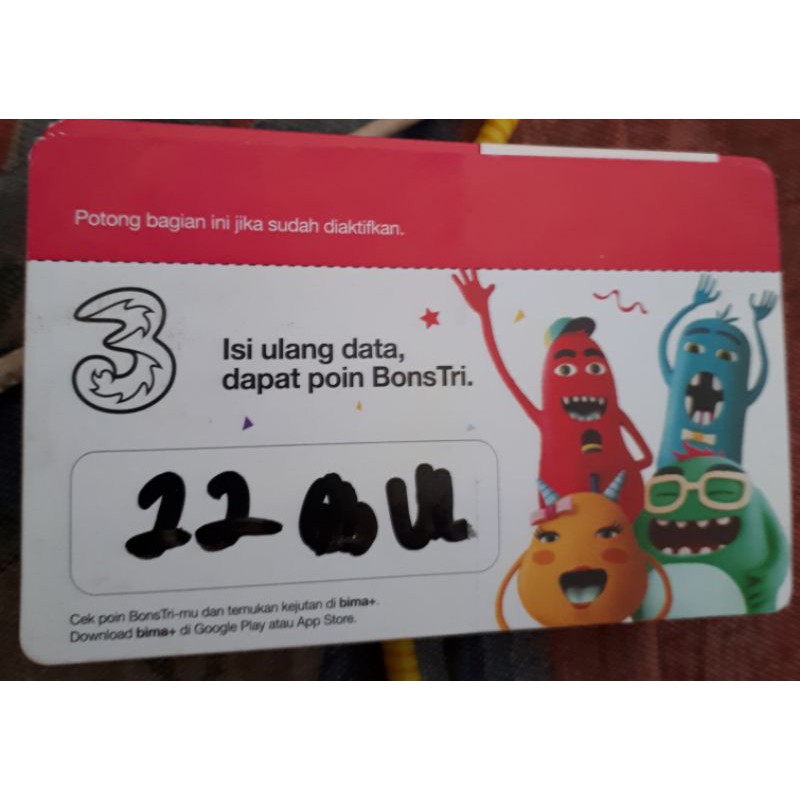 Potong bagian ini jika sudah diaktifkan.
3
Isi ulang data,
dapat poin BonsTri.
22
Cek poin BonsTri-mu dan temukan kejutan di bima+.
Download bima+ di Google Play atau App Store.